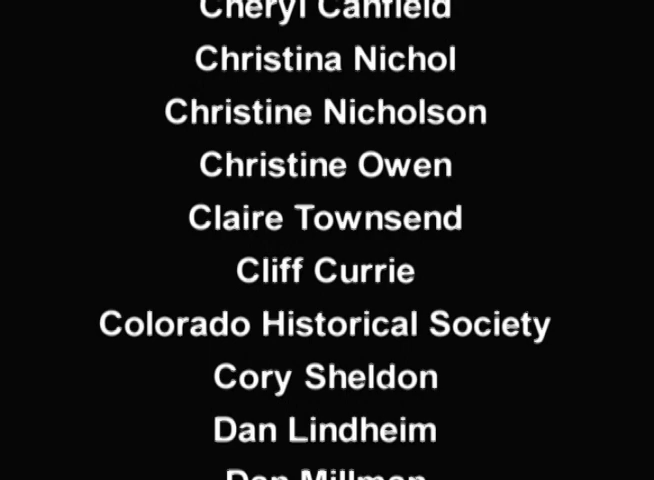 Cheryl Canfield
Christina Nichol
Christine Nicholson
Christine Owen
Claire Townsend
Cliff Currie
Colorado Historical Society
Cory Sheldon
Dan Lindheim
Dan Millman